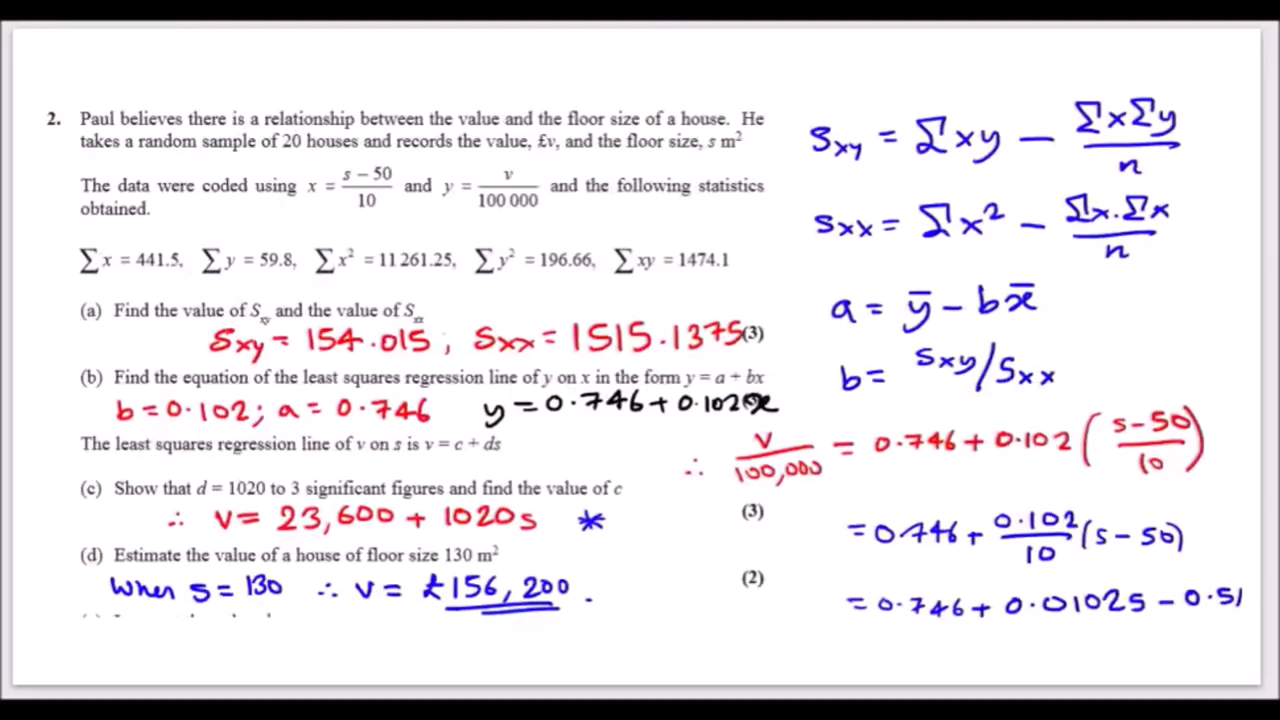 2. Paul believes there is a relationship between the value and the floor size of a house. He
takes a random sample of 20 houses and records the value, £v, and the floor size, s m²
The data were coded using x = (s − 50)/10 and y = v/100 000 and the following statistics
obtained.
∑x = 441.5, ∑y = 59.8, ∑x² = 11 261.25, ∑y² = 196.66, ∑xy = 1474.1
(a) Find the value of Sxy and the value of Sxx
Sxy = 154.015, Sxx = 1515.1375 (3)
(b) Find the equation of the least squares regression line of y on x in the form y = a + bx
b = 0.102; a = 0.746 y = 0.746 + 0.102x
The least squares regression line of v on s is v = c + ds
(c) Show that d = 1020 to 3 significant figures and find the value of c
(3)
∴ v = 23,600 + 1020s *
(d) Estimate the value of a house of floor size 130 m²
(2)
When s = 130 ∴ v = £156,200.
Sxy = ∑xy − ∑x∑y/n
Sxx = ∑x² − ∑x.∑x/n
a = ȳ − bx̄
b = Sxy/Sxx
∴ v/100,000 = 0.746 + 0.102 ((s − 50)/10)
= 0.746 + 0.102/10 (s − 50)
= 0.746 + 0.0102s − 0.51